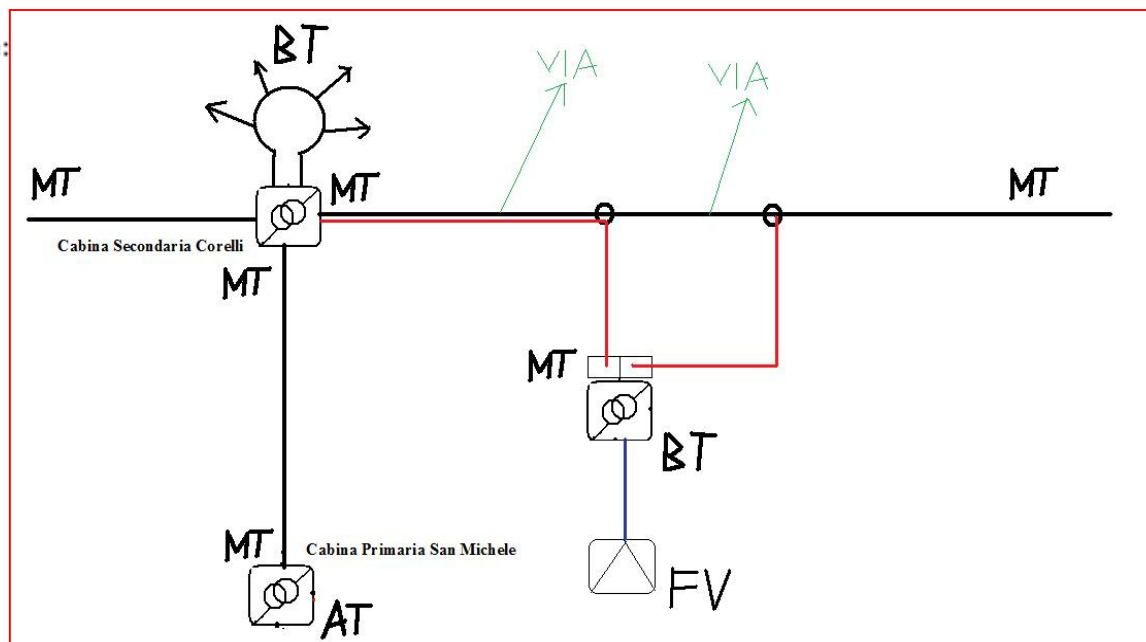 :
BT
VIA
VIA
MT
MT
MT
Cabina Secondaria Corelli
MT
MT
BT
MT
Cabina Primaria San Michele
AT
FV